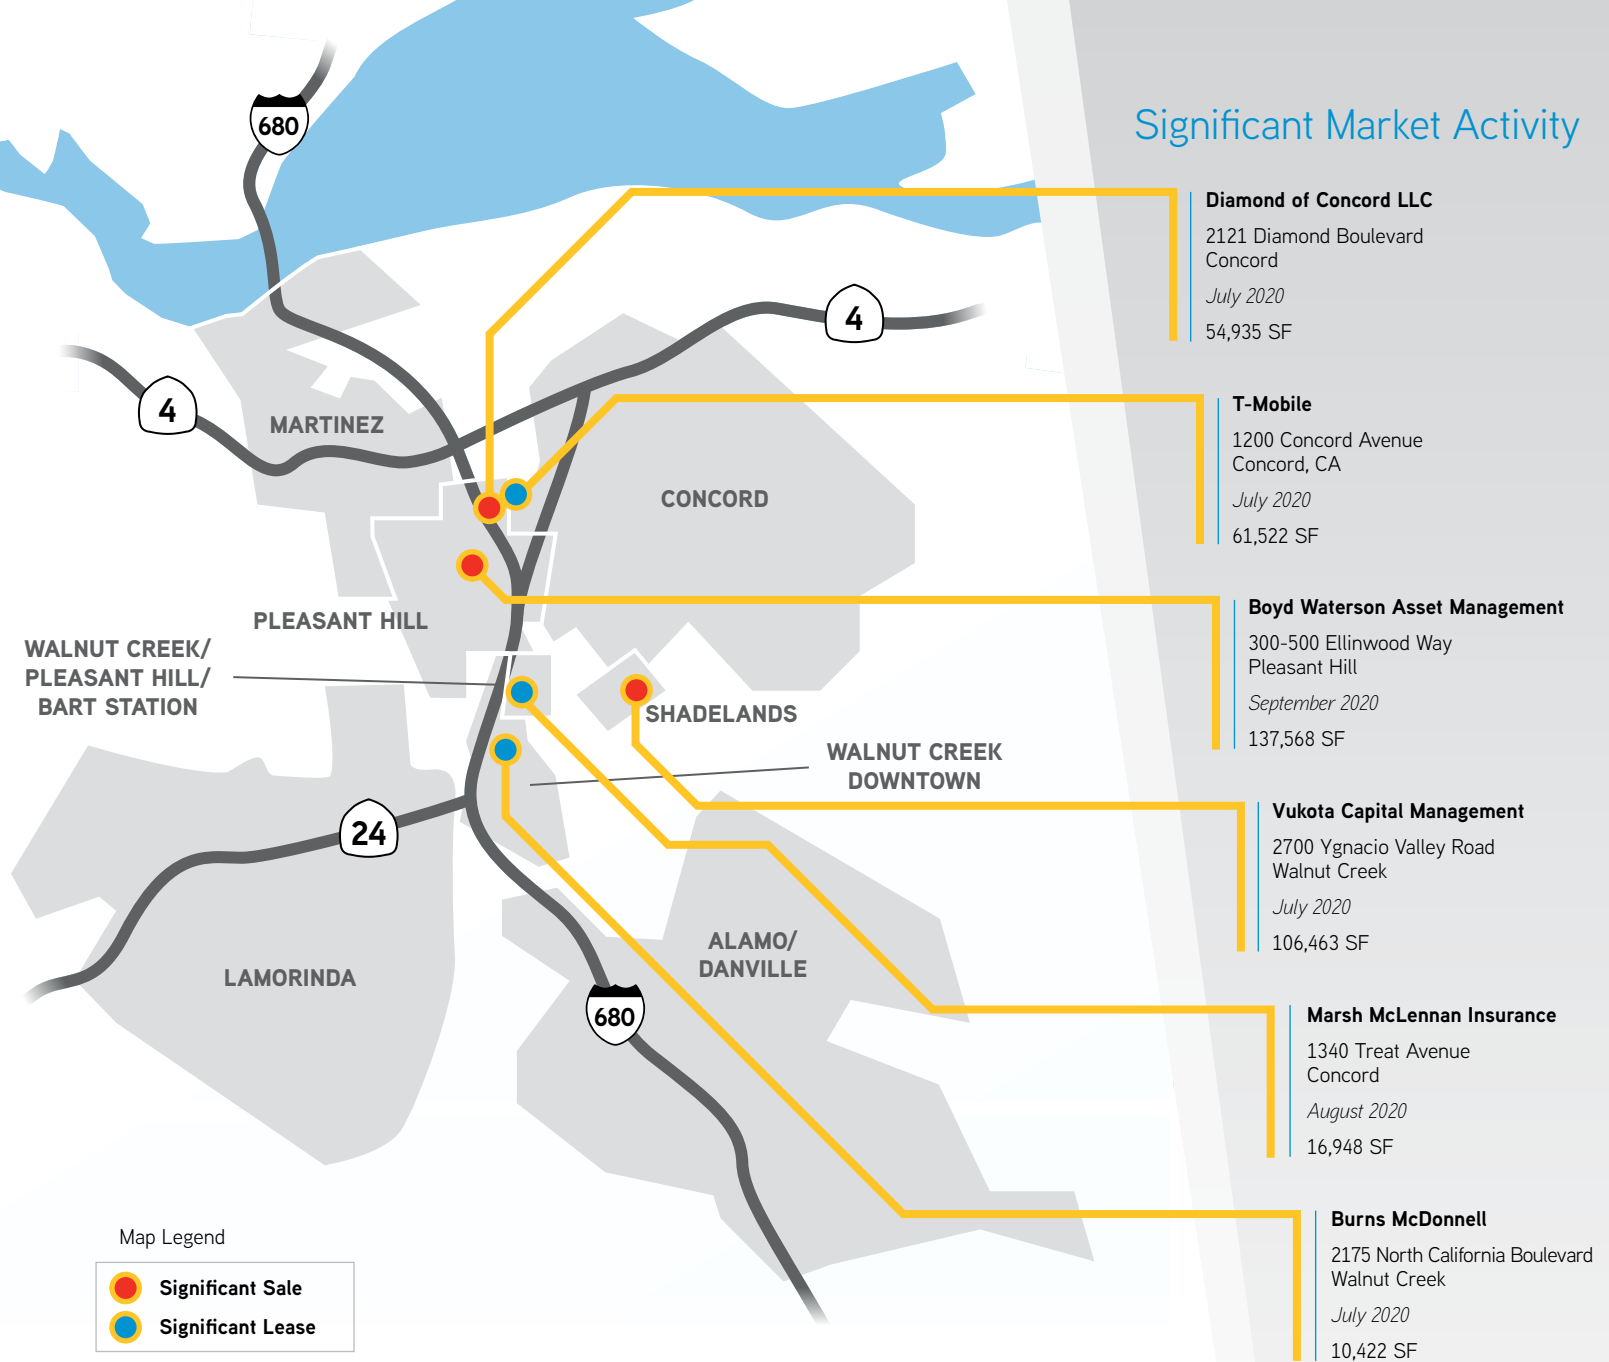 Significant Market Activity
Diamond of Concord LLC
2121 Diamond Boulevard
Concord
July 2020
54,935 SF
T-Mobile
1200 Concord Avenue
Concord, CA
July 2020
61,522 SF
Boyd Waterson Asset Management
300-500 Ellinwood Way
Pleasant Hill
September 2020
137,568 SF
Vukota Capital Management
2700 Ygnacio Valley Road
Walnut Creek
July 2020
106,463 SF
Marsh McLennan Insurance
1340 Treat Avenue
Concord
August 2020
16,948 SF
Burns McDonnell
2175 North California Boulevard
Walnut Creek
July 2020
10,422 SF
680
4
4
MARTINEZ
CONCORD
PLEASANT HILL
WALNUT CREEK/
PLEASANT HILL/
BART STATION
SHADELANDS
WALNUT CREEK
DOWNTOWN
24
LAMORINDA
ALAMO/
DANVILLE
680
Map Legend
Significant Sale
Significant Lease